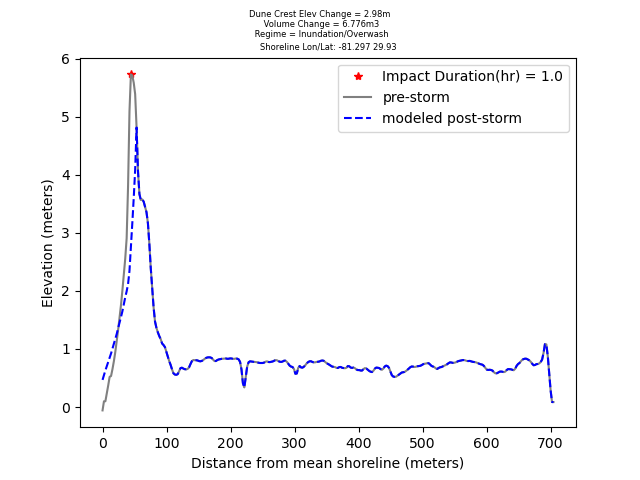 Dune Crest Elev Change = 2.98m
Volume Change = 6.776m3
Regime = Inundation/Overwash
Shoreline Lon/Lat: -81.297 29.93
Impact Duration(hr) = 1.0
pre-storm
modeled post-storm
6
5
4
3
2
1
0
Elevation (meters)
0 100 200 300 400 500 600 700
Distance from mean shoreline (meters)